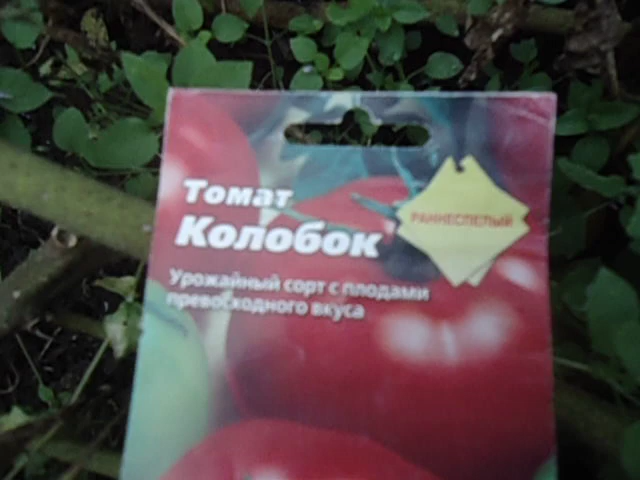 Томат
Колобок
РАННЕСПЕЛЫЙ
Урожайный сорт с плодами
превосходного вкуса